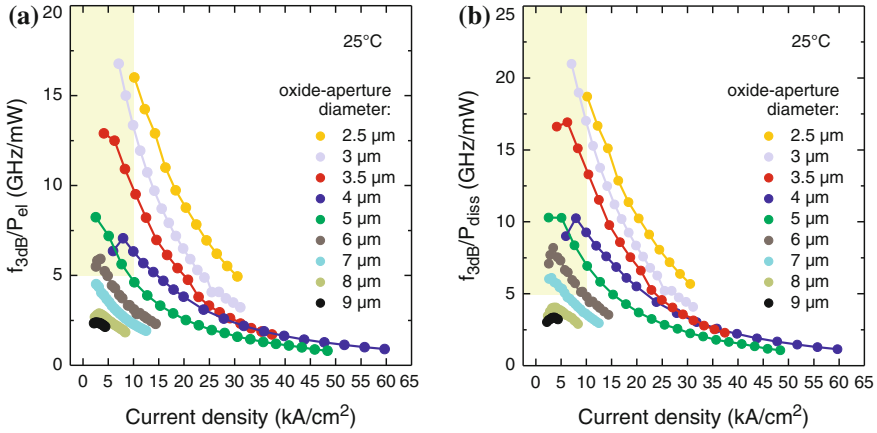 (a)
25°C
oxide-aperture
diameter:
2.5 µm
3 µm
3.5 µm
4 µm
5 µm
6 µm
7 µm
8 µm
9 µm
20
15
10
5
0
f3dB/Pel (GHz/mW)
0 5 10 15 20 25 30 35 40 45 50 55 60 65
Current density (kA/cm²)
(b)
25°C
oxide-aperture
diameter:
2.5 µm
3 µm
3.5 µm
4 µm
5 µm
6 µm
7 µm
8 µm
9 µm
25
20
15
10
5
0
f3dB/Pdiss (GHz/mW)
0 5 10 15 20 25 30 35 40 45 50 55 60 65
Current density (kA/cm²)